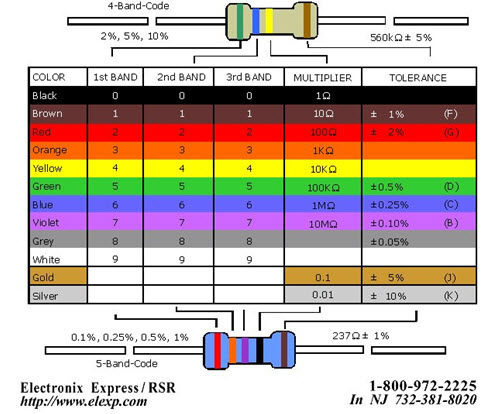 4-Band-Code
2%, 5%, 10%
560kΩ ± 5%
COLOR 1st BAND 2nd BAND 3rd BAND MULTIPLIER TOLERANCE
Black 0 0 0 1Ω
Brown 1 1 1 10Ω ± 1% (F)
Red 2 2 2 100Ω ± 2% (G)
Orange 3 3 3 1KΩ
Yellow 4 4 4 10KΩ
Green 5 5 5 100KΩ ±0.5% (D)
Blue 6 6 6 1MΩ ±0.25% (C)
Violet 7 7 7 10MΩ ±0.10% (B)
Grey 8 8 8 ±0.05%
White 9 9 9
Gold 0.1 ± 5% (J)
Silver 0.01 ± 10% (K)
0.1%, 0.25%, 0.5%, 1%
237Ω ± 1%
5-Band-Code
Electronix Express/RSR 1-800-972-2225
http://www.elexp.com In NJ 732-381-8020